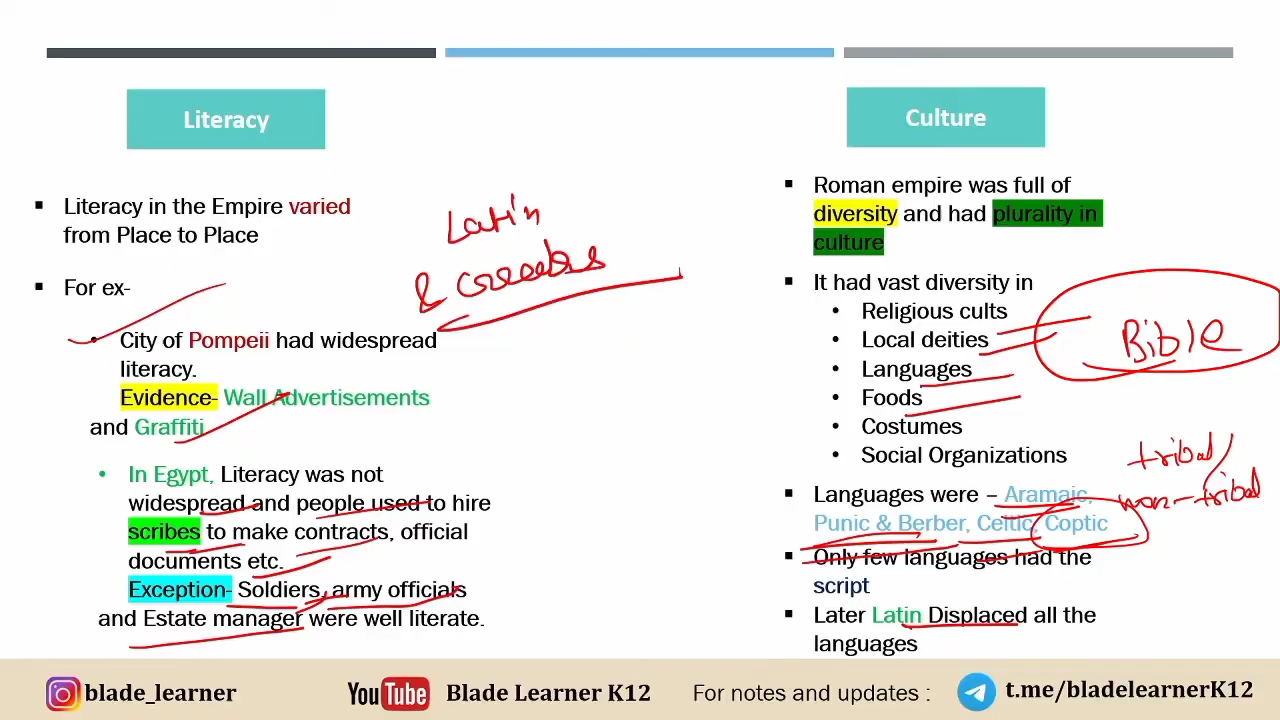 Literacy
Literacy in the Empire varied
from Place to Place
For ex-
City of Pompeii had widespread
literacy.
Evidence- Wall Advertisements
and Graffiti
In Egypt, Literacy was not
widespread and people used to hire
scribes to make contracts, official
documents etc.
Exception- Soldiers, army officials
and Estate manager were well literate.
Latin
&
Culture
Roman empire was full of
diversity and had plurality in
culture
It had vast diversity in
Religious cults
Local deities
Languages
Foods
Costumes
Social Organizations
Bible
tribal/
non-tribal
Languages were – Aramaic,
Punic & Berber, Celtic, Coptic
Only few languages had the
script
Later Latin Displaced all the
languages
blade_learner
YouTube
Blade Learner K12
For notes and updates :
t.me/bladelearnerK12